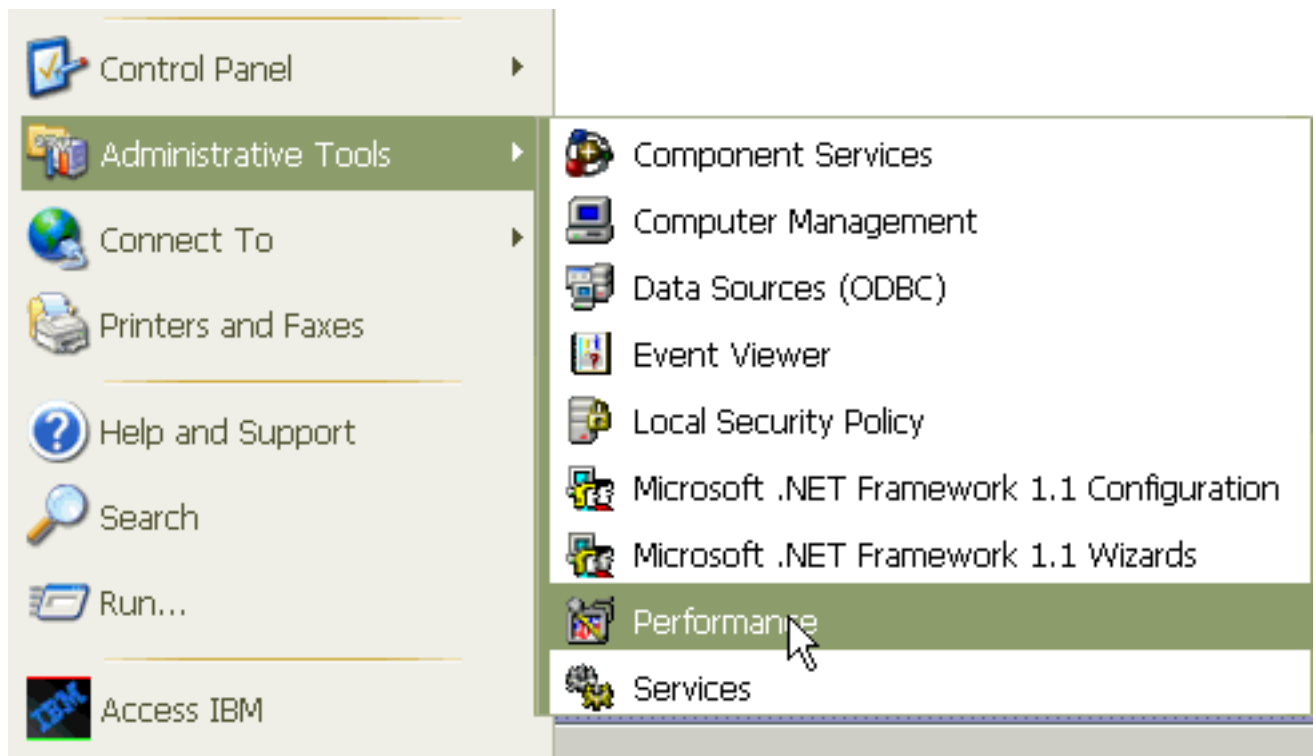 Control Panel
Administrative Tools
Connect To
Printers and Faxes
Help and Support
Search
Run...
IBM
Access IBM
Component Services
Computer Management
Data Sources (ODBC)
Event Viewer
Local Security Policy
Microsoft .NET Framework 1.1 Configuration
Microsoft .NET Framework 1.1 Wizards
Performance
Services